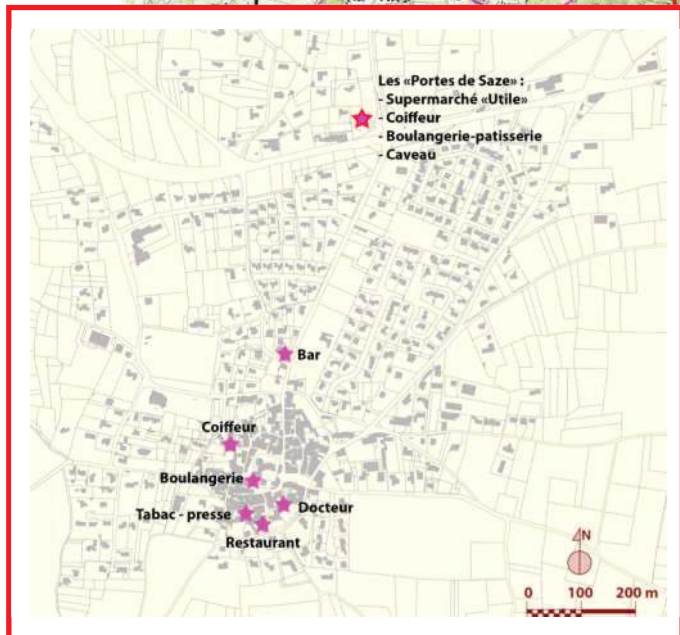 Les «Portes de Saze» :
- Supermarché «Utile»
- Coiffeur
- Boulangerie-patisserie
- Caveau
Bar
Coiffeur
Boulangerie
Docteur
Tabac - presse
Restaurant
N
0 100 200 m